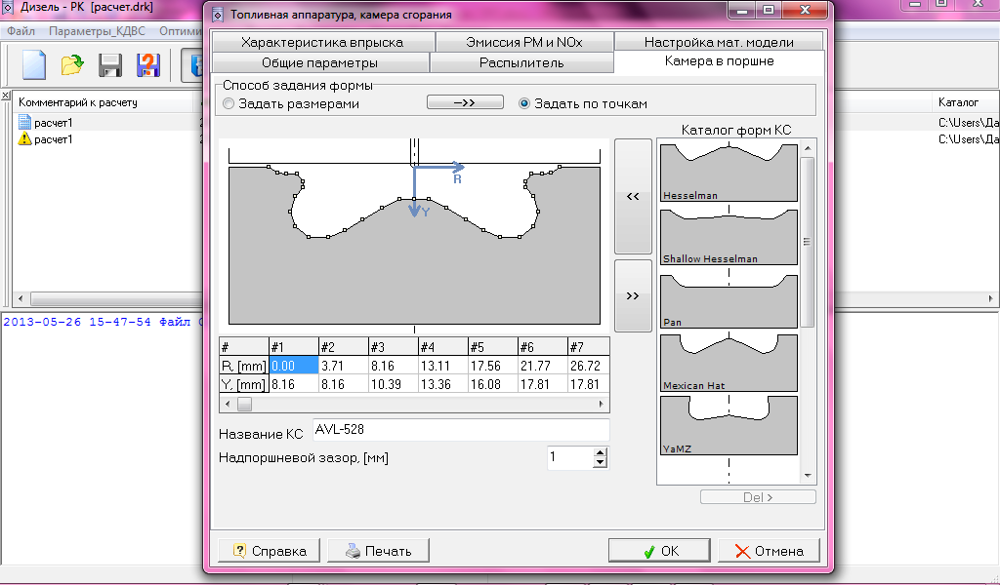 Дизель - РК [расчет.drk]
Файл Параметры_КДВС
Комментарий к расчету
Каталог
расчет1
C:\Users\Да
расчет1
C:\Users\Да
2013-05-26 15-47-54 Файл
Топливная аппаратура, камера сгорания
Характеристика впрыска Эмиссия РМ и NOx Настройка мат. модели
Общие параметры Распылитель Камера в поршне
Способ задания формы
Задать размерами —>> Задать по точкам
R
Y
<<
>>
Каталог форм КС
Hesselman
Shallow Hesselman
Pan
Mexican Hat
YaMZ
Del >
# #1 #2 #3 #4 #5 #6 #7
R, [mm] 0.00 3.71 8.16 13.11 17.56 21.77 26.72
Y, [mm] 8.16 8.16 10.39 13.36 16.08 17.81 17.81
Название КС AVL-528
Надпоршневой зазор, [мм] 1
Справка Печать OK Отмена